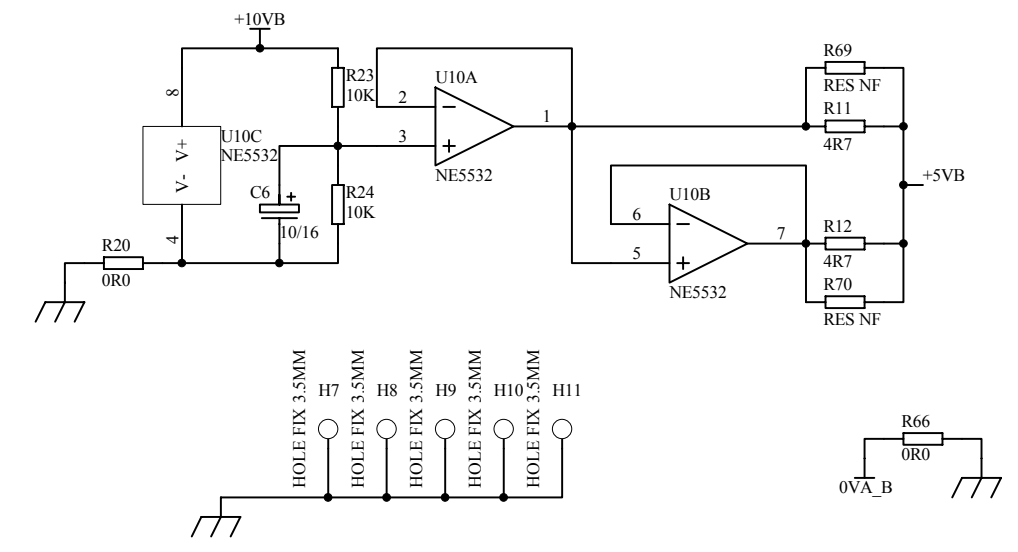 +10VB
R23
10K
U10A
2
3
1
NE5532
R69
RES NF
R11
4R7
8
U10C
NE5532
V+
V-
4
C6
+
10/16
R24
10K
R20
0R0
U10B
6
5
7
NE5532
+5VB
R12
4R7
R70
RES NF
HOLE FIX 3.5MM
H7
HOLE FIX 3.5MM
H8
HOLE FIX 3.5MM
H9
HOLE FIX 3.5MM
H10
HOLE FIX 3.5MM
H11
R66
0R0
0VA_B